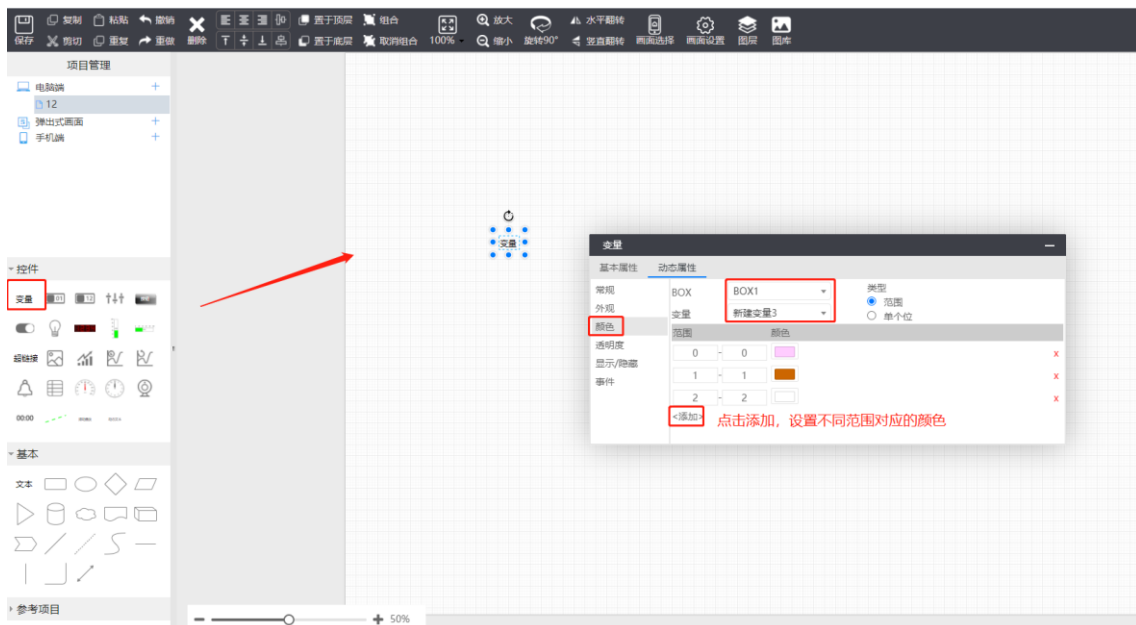 复制 粘贴 撤销 置于顶层 组合 放大 水平翻转
保存 剪切 重复 重做 删除 置于底层 取消组合 100% 缩小 旋转90° 竖直翻转 画面选择 画面设置 图层 图库
项目管理
电脑端
12
弹出式画面
手机端
控件
变量 01 12
超链接
00:00
基本
文本
参考项目
50%
变量
变量
基本属性 动态属性
常规
外观
颜色
透明度
显示/隐藏
事件
BOX BOX1
变量 新建变量3
类型
范围
单个位
范围 颜色
0 - 0 x
1 - 1 x
2 - 2 x
<添加>
点击添加，设置不同范围对应的颜色